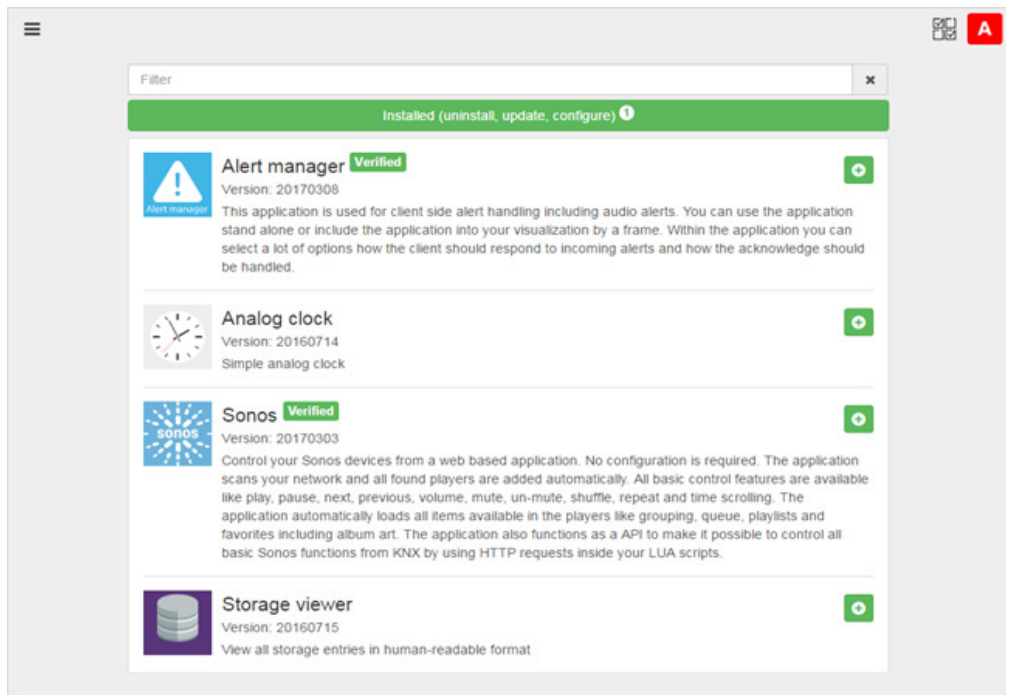 A
Filter
Installed (uninstall, update, configure) 1
Alert manager Verified
Alert manager
Version: 20170308
This application is used for client side alert handling including audio alerts. You can use the application
stand alone or include the application into your visualization by a frame. Within the application you can
select a lot of options how the client should respond to incoming alerts and how the acknowledge should
be handled.
Analog clock
Version: 20160714
Simple analog clock
sonos
Sonos Verified
Version: 20170303
Control your Sonos devices from a web based application. No configuration is required. The application
scans your network and all found players are added automatically. All basic control features are available
like play, pause, next, previous, volume, mute, un-mute, shuffle, repeat and time scrolling. The
application automatically loads all items available in the players like grouping, queue, playlists and
favorites including album art. The application also functions as a API to make it possible to control all
basic Sonos functions from KNX by using HTTP requests inside your LUA scripts.
Storage viewer
Version: 20160715
View all storage entries in human-readable format